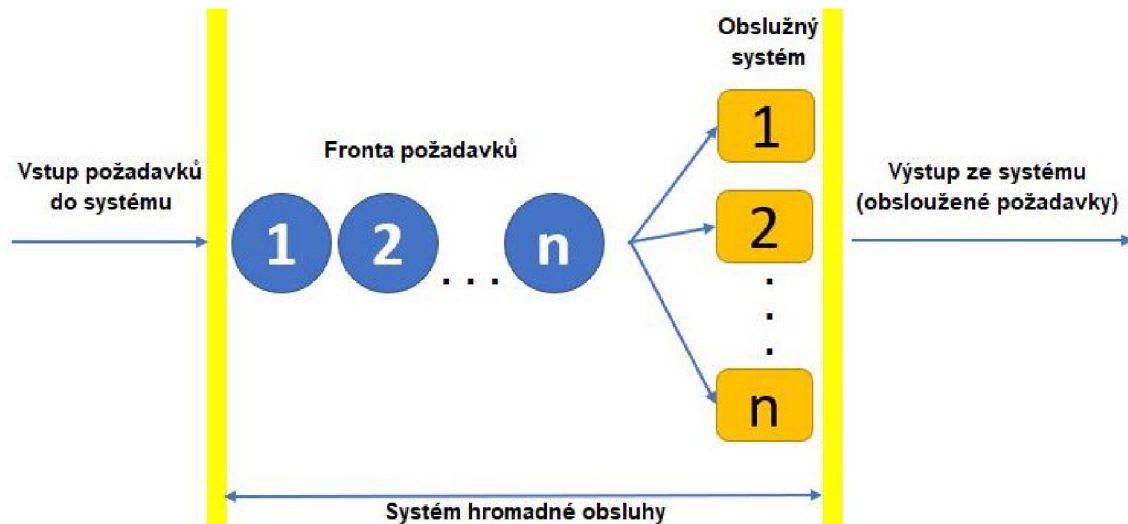 Vstup požadavků
do systému
Fronta požadavků
1 2 . . . n
Obslužný
systém
1
2
.
.
.
n
Výstup ze systému
(obsloužené požadavky)
Systém hromadné obsluhy